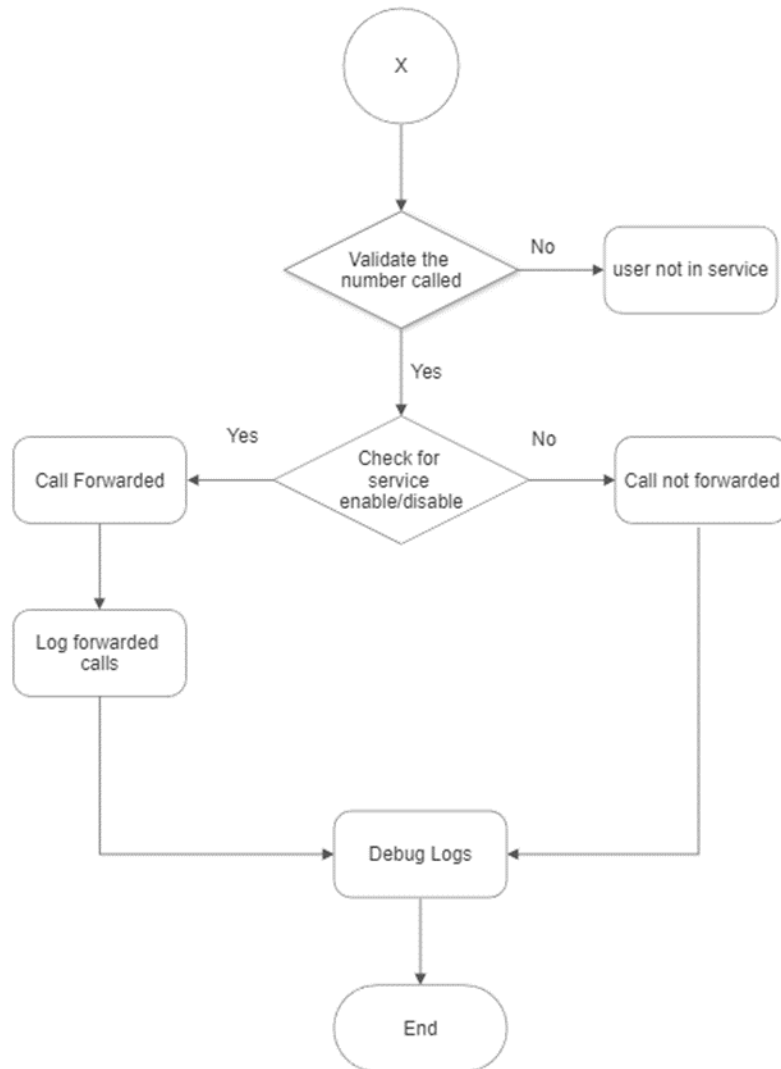 X
Validate the
number called
No
user not in service
Yes
Yes
Check for
service
enable/disable
No
Call Forwarded
Call not forwarded
Log forwarded
calls
Debug Logs
End